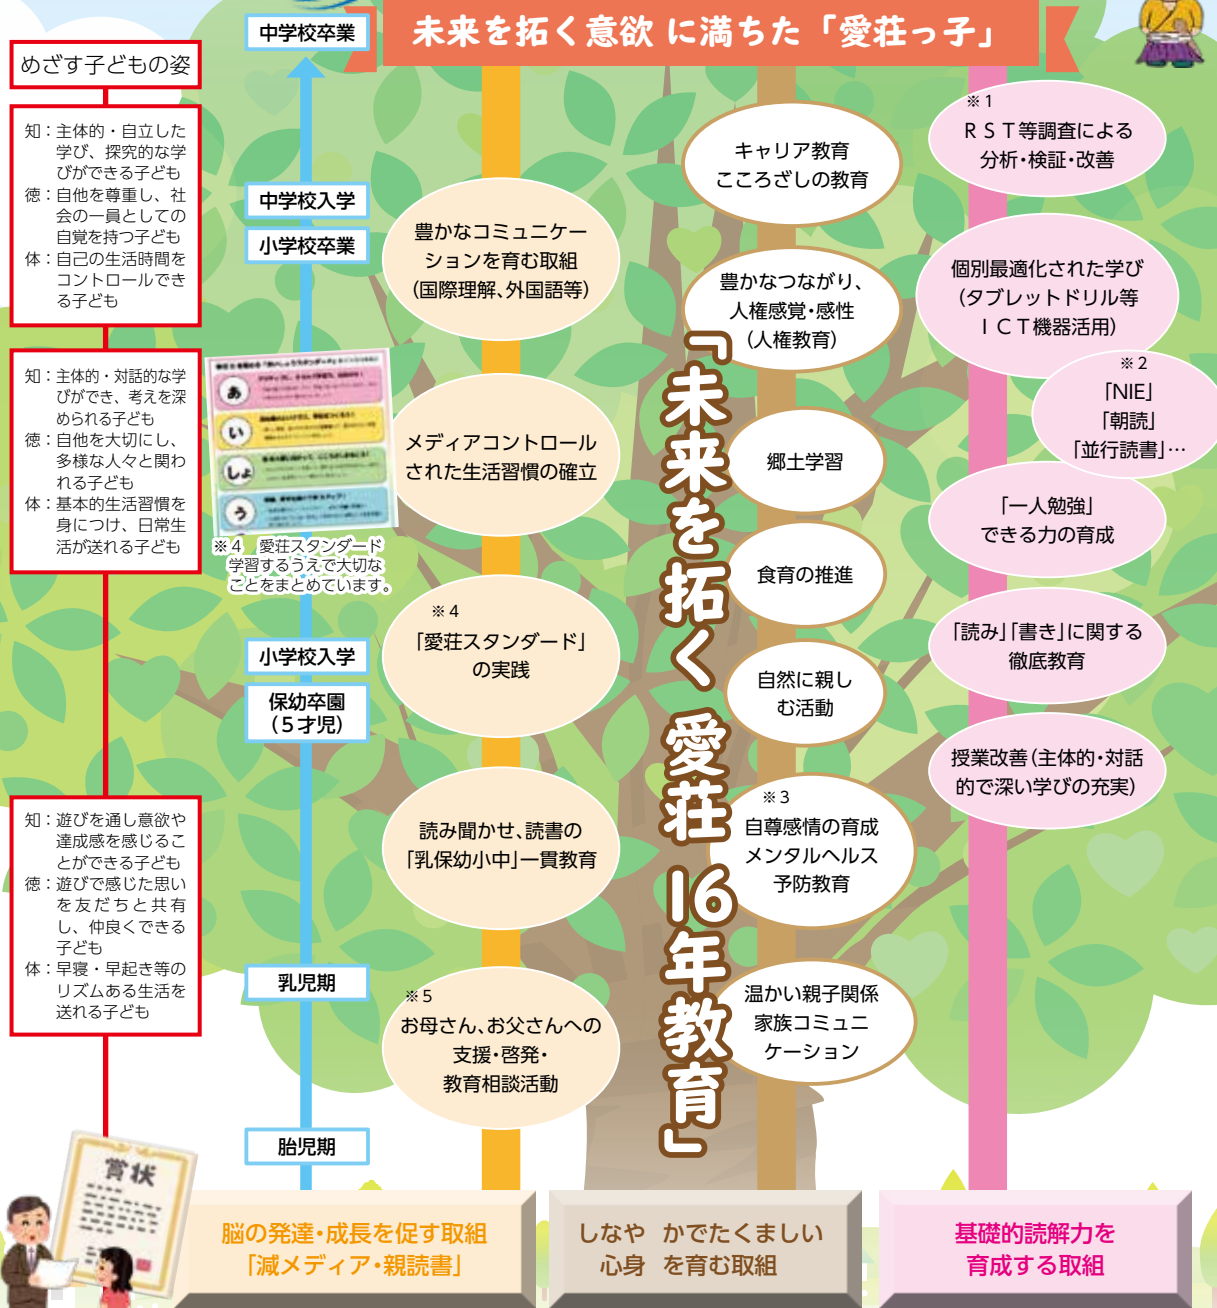 未来を拓く意欲 に満ちた「愛荘っ子」
めざす子どもの姿
知：主体的・自立した
学び、探究的な学
びができる子ども
徳：自他を尊重し、社
会の一員としての
自覚を持つ子ども
体：自己の生活時間を
コントロールでき
る子ども
知：主体的・対話的な学
びができ、考えを深
められる子ども
徳：自他を大切にし、
多様な人々と関わ
れる子ども
体：基本的生活習慣を
身につけ、日常生
活が送れる子ども
知：遊びを通し意欲や
達成感を感じるこ
とができる子ども
徳：遊びで感じた思い
を友だちと共有
し、仲良くできる
子ども
体：早寝・早起き等の
リズムある生活を
送れる子ども
賞状
中学校卒業
中学校入学
小学校卒業
あ
い
しょ
う
※４　愛荘スタンダード
学習するうえで大切な
ことをまとめています。
小学校入学
保幼卒園
（５才児）
乳児期
胎児期
豊かなコミュニケー
ションを育む取組
（国際理解、外国語等）
メディアコントロール
された生活習慣の確立
※４
「愛荘スタンダード」
の実践
読み聞かせ、読書の
「乳保幼小中」一貫教育
※５
お母さん、お父さんへの
支援・啓発・
教育相談活動
「未来を拓く 愛荘 16年教育」
キャリア教育
こころざしの教育
豊かなつながり、
人権感覚・感性
（人権教育）
郷土学習
食育の推進
自然に親し
む活動
※３
自尊感情の育成
メンタルヘルス
予防教育
温かい親子関係
家族コミュニ
ケーション
※１
ＲＳＴ等調査による
分析・検証・改善
個別最適化された学び
（タブレットドリル等
ＩＣＴ機器活用）
※２
「NIE」
「朝読」
「並行読書」…
「一人勉強」
できる力の育成
「読み」「書き」に関する
徹底教育
授業改善（主体的・対話
的で深い学びの充実）
脳の発達・成長を促す取組
「減メディア・親読書」
しなや かでたくましい
心身 を育む取組
基礎的読解力を
育成する取組